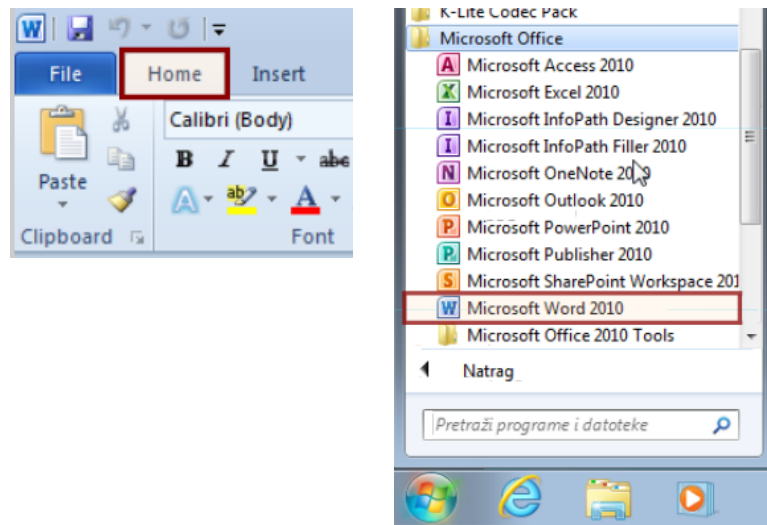 File Home Insert
Calibri (Body)
B I U abe
Paste
ab A
Clipboard Font
K-Lite Codec Pack
Microsoft Office
Microsoft Access 2010
Microsoft Excel 2010
Microsoft InfoPath Designer 2010
Microsoft InfoPath Filler 2010
Microsoft OneNote 2010
Microsoft Outlook 2010
Microsoft PowerPoint 2010
Microsoft Publisher 2010
Microsoft SharePoint Workspace 201
Microsoft Word 2010
Microsoft Office 2010 Tools
Natrag
Pretraži programe i datoteke